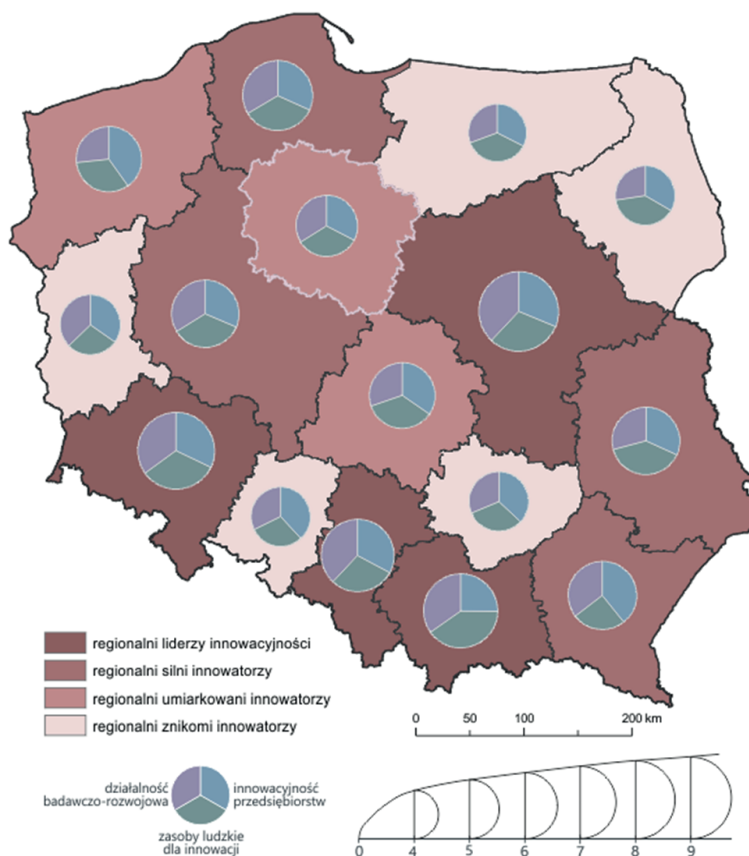 regionalni liderzy innowacyjności
regionalni silni innowatorzy
regionalni umiarkowani innowatorzy
regionalni znikomi innowatorzy
0 50 100 200 km
działalność
badawczo-rozwojowa
innowacyjność
przedsiębiorstw
zasoby ludzkie
dla innowacji
0 4 5 6 7 8 9